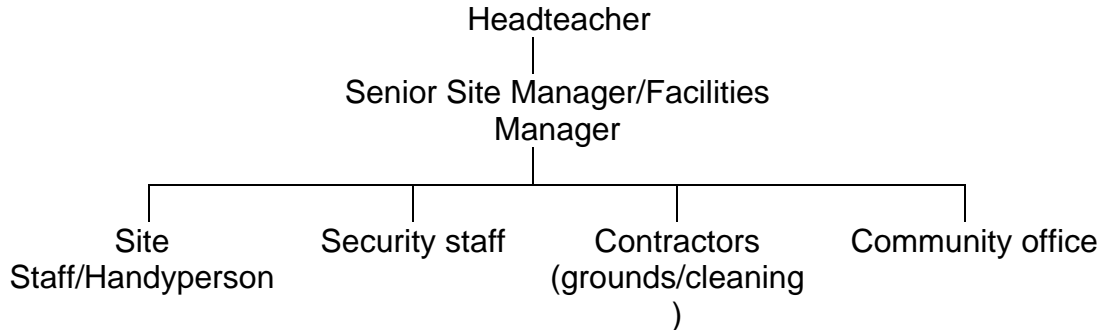 Headteacher
Senior Site Manager/Facilities
Manager
Site
Staff/Handyperson
Security staff
Contractors
(grounds/cleaning
)
Community office